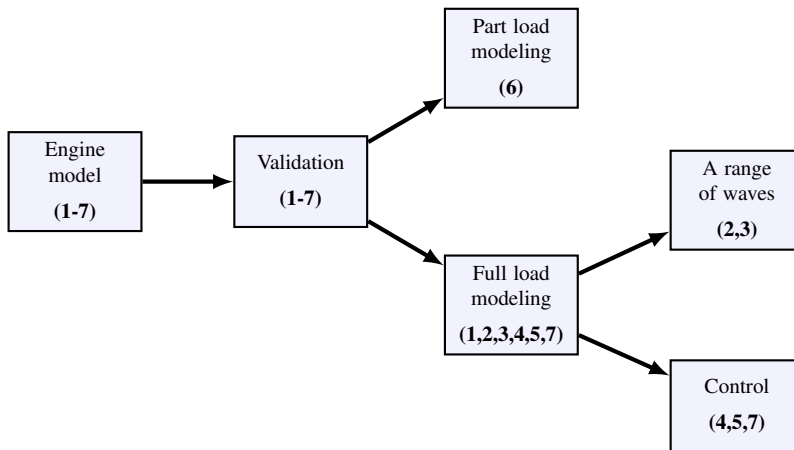 Engine
model
(1-7)
Validation
(1-7)
Part load
modeling
(6)
Full load
modeling
(1,2,3,4,5,7)
A range
of waves
(2,3)
Control
(4,5,7)